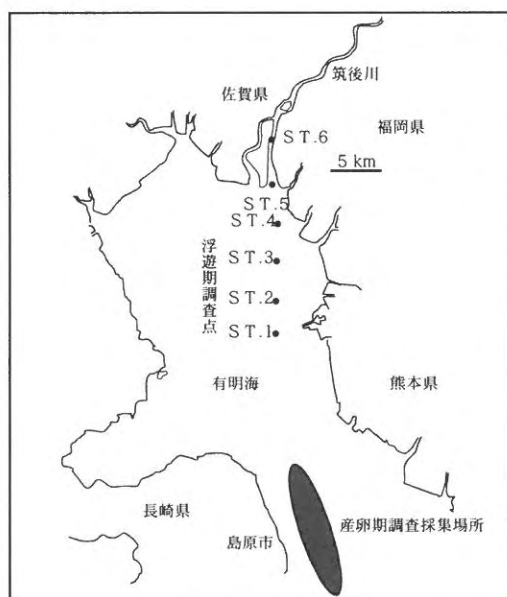 筑後川
佐賀県
福岡県
ST.6
5 km
ST.5
ST.4
ST.3
ST.2
ST.1
浮遊期調査点
有明海
熊本県
長崎県
島原市
産卵期調査採集場所